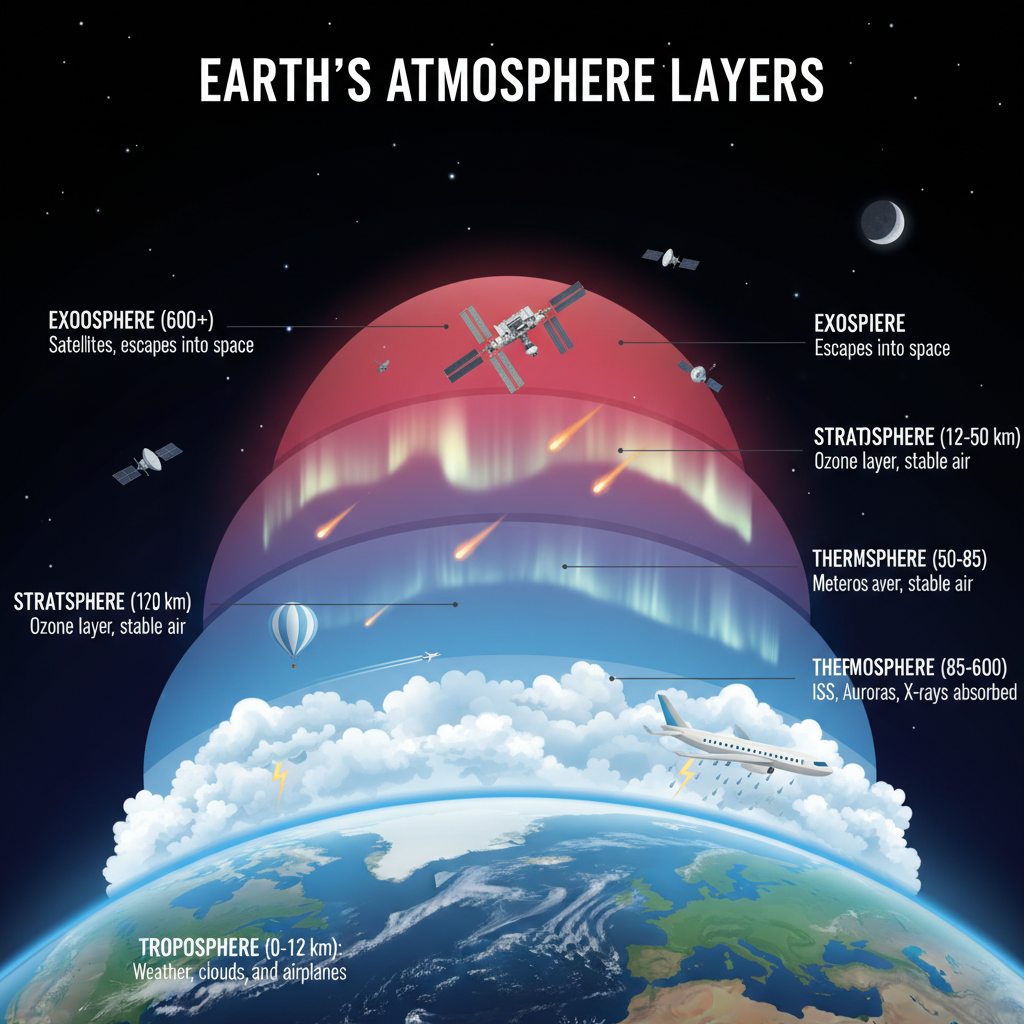 EARTH'S ATMOSPHERE LAYERS
EXOOSPHERE (600+)
Satellites, escapes into space
EXOSPIERE
Escapes into space
STRATOSPHERE (12-50 km)
Ozone layer, stable air
THERMSPHERE (50-85)
Meteros aver, stable air
STRATSPHERE (120 km)
Ozone layer, stable air
THEFMOSPHERE (85-600)
ISS, Auroras, X-rays absorbed
TROPOSPHERE (0-12 km):
Weather, clouds, and airplanes